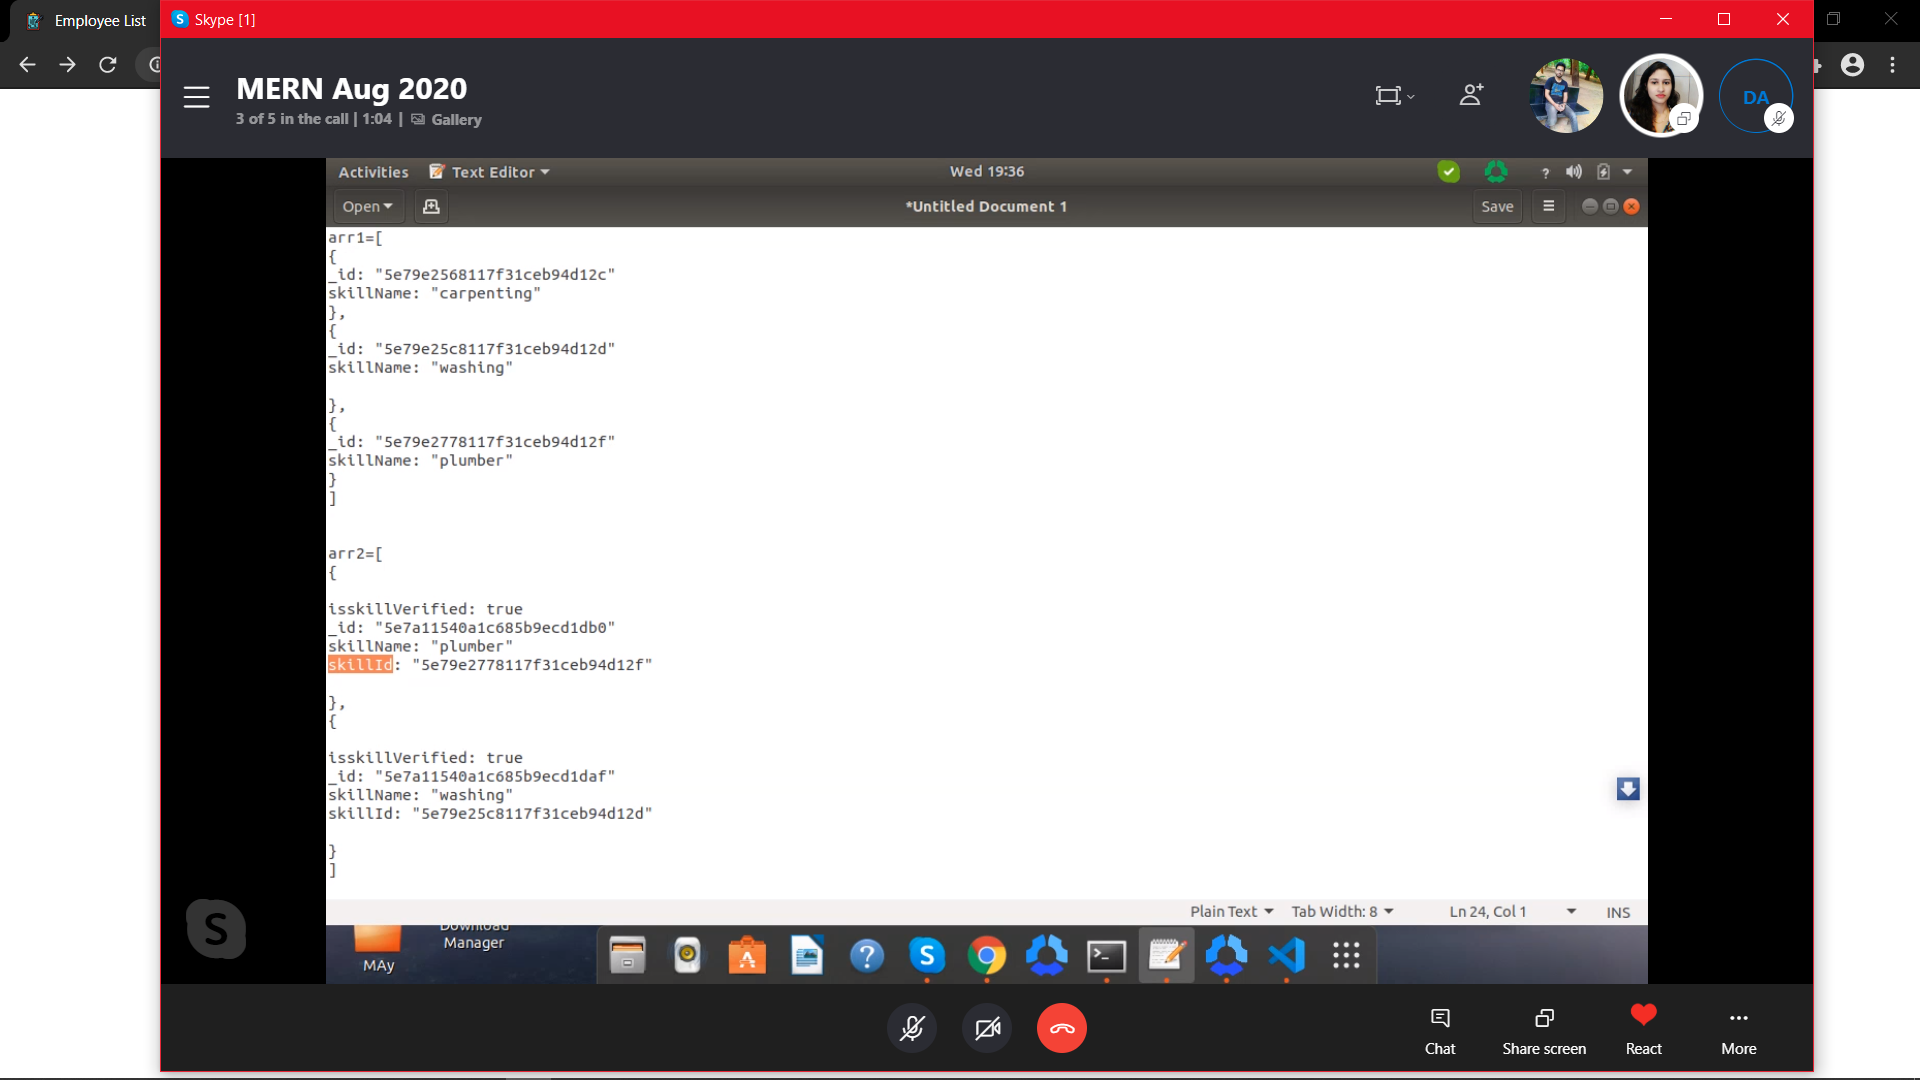 Employee List
Skype [1]
MERN Aug 2020
3 of 5 in the call | 1:04 | Gallery
DA
Activities Text Editor Wed 19:36
Open *Untitled Document 1 Save
arr1=[
{
_id: "5e79e2568117f31ceb94d12c"
skillName: "carpenting"
},
{
_id: "5e79e25c8117f31ceb94d12d"
skillName: "washing"
},
{
_id: "5e79e2778117f31ceb94d12f"
skillName: "plumber"
}
]
arr2=[
{
isskillVerified: true
_id: "5e7a11540a1c685b9ecd1db0"
skillName: "plumber"
skillId: "5e79e2778117f31ceb94d12f"
},
{
isskillVerified: true
_id: "5e7a11540a1c685b9ecd1daf"
skillName: "washing"
skillId: "5e79e25c8117f31ceb94d12d"
}
]
Plain Text Tab Width: 8 Ln 24, Col 1 INS
Download
Manager
MAy
Chat Share screen React More